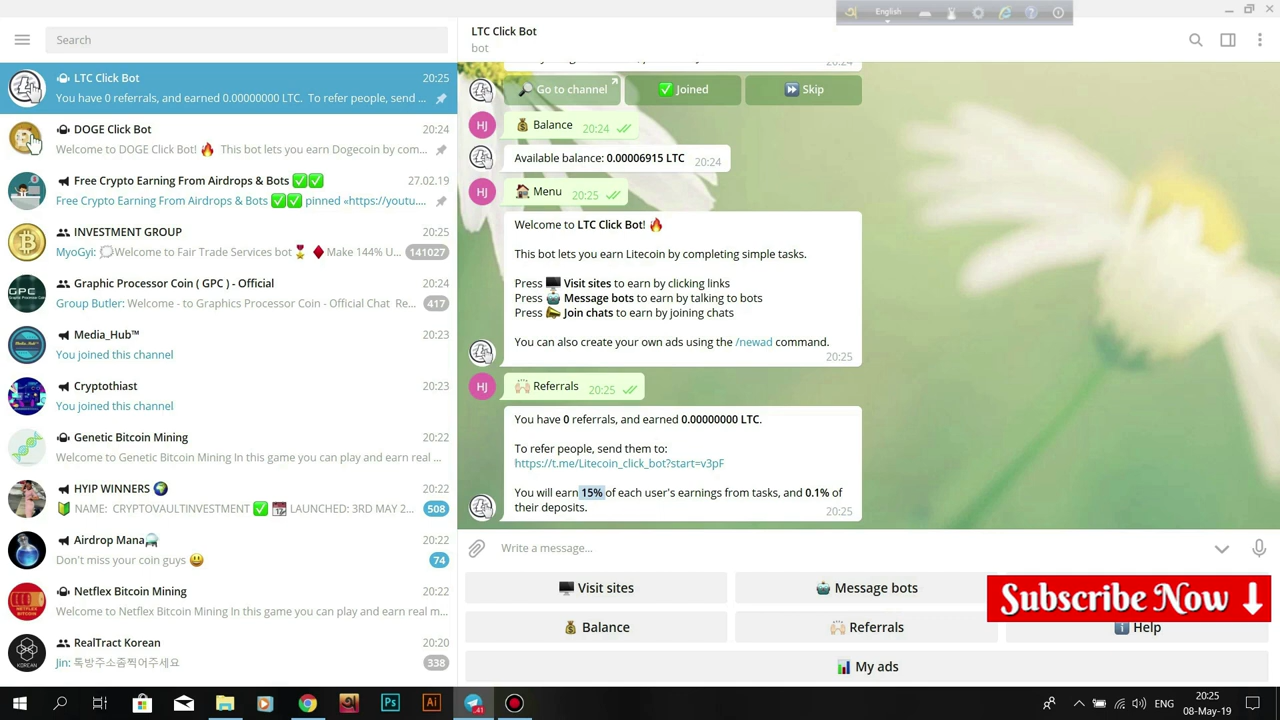 English
Search
LTC Click Bot
bot
LTC Click Bot 20:25
You have 0 referrals, and earned 0.00000000 LTC. To refer people, send ...
DOGE Click Bot 20:24
Welcome to DOGE Click Bot! 🔥 This bot lets you earn Dogecoin by com...
Free Crypto Earning From Airdrops & Bots ✅✅ 27.02.19
Free Crypto Earning From Airdrops & Bots ✅✅ pinned «https://youtu....
INVESTMENT GROUP 20:25
MyoGyi: 💭Welcome to Fair Trade Services bot🎖 ♦Make 144% U... 141027
Graphic Processor Coin ( GPC ) - Official 20:24
Group Butler: Welcome - to Graphics Processor Coin - Official Chat Re... 417
Media_Hub™ 20:23
You joined this channel
Cryptothiast 20:23
You joined this channel
Genetic Bitcoin Mining 20:22
Welcome to Genetic Bitcoin Mining In this game you can play and earn real ...
HYIP WINNERS 🌍 20:22
🔰 NAME: CRYPTOVAULTINVESTMENT ✅ 📆 LAUNCHED: 3RD MAY 2... 508
Airdrop Mana 20:22
Don't miss your coin guys 😃 74
Netflex Bitcoin Mining 20:22
Welcome to Netflex Bitcoin Mining In this game you can play and earn real m...
RealTract Korean 20:20
Jin: 톡방주소줌찍어주세요 338
20:24
🔎 Go to channel
✅ Joined
⏩ Skip
HJ
💰 Balance 20:24
Available balance: 0.00006915 LTC 20:24
HJ
🏠 Menu 20:25
Welcome to LTC Click Bot! 🔥
This bot lets you earn Litecoin by completing simple tasks.
Press 🖥 Visit sites to earn by clicking links
Press 🤖 Message bots to earn by talking to bots
Press 📣 Join chats to earn by joining chats
You can also create your own ads using the /newad command.
20:25
HJ
🙌🏻 Referrals 20:25
You have 0 referrals, and earned 0.00000000 LTC.
To refer people, send them to:
https://t.me/Litecoin_click_bot?start=v3pF
You will earn 15% of each user's earnings from tasks, and 0.1% of
their deposits. 20:25
Write a message...
🖥 Visit sites
🤖 Message bots
Subscribe Now
💰 Balance
🙌🏻 Referrals
ℹ Help
📊 My ads
Ps
Ai
41
ENG
20:25
08-May-19
GPC
KOREAN